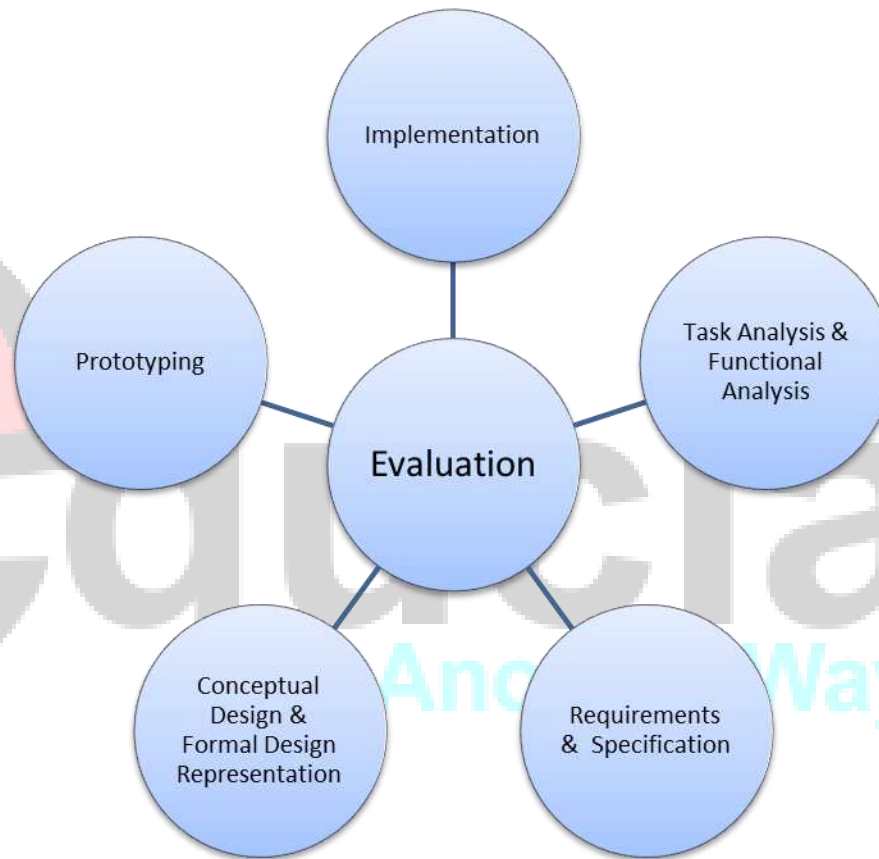 Implementation
Task Analysis &
Functional
Analysis
Prototyping
Evaluation
Conceptual
Design &
Formal Design
Representation
Requirements
& Specification